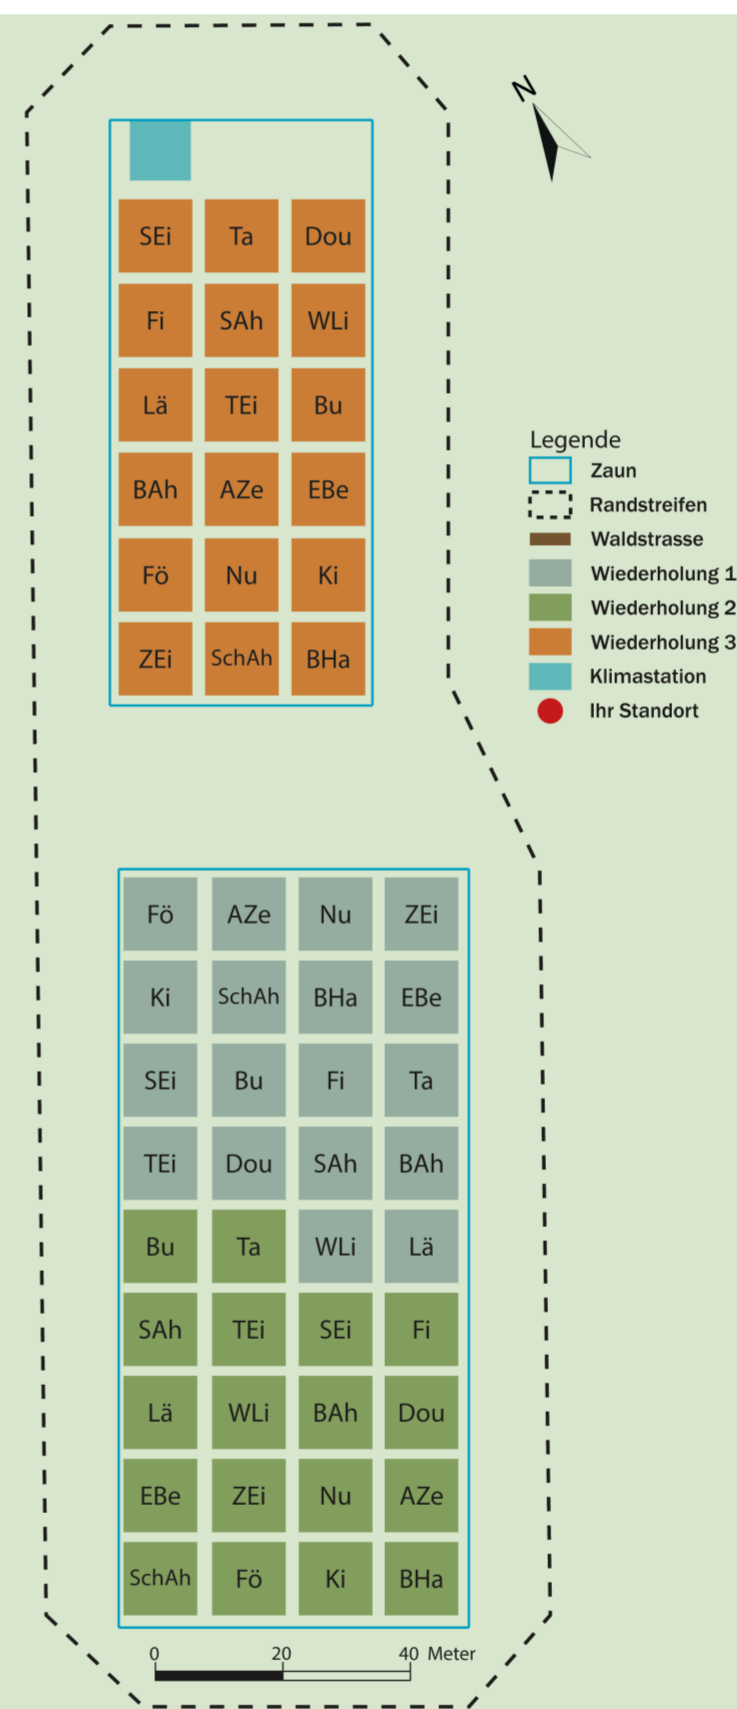 N
SEi Ta Dou
Fi SAh WLi
Lä TEi Bu
BAh AZe EBe
Fö Nu Ki
ZEi SchAh BHa
Legende
Zaun
Randstreifen
Waldstrasse
Wiederholung 1
Wiederholung 2
Wiederholung 3
Klimastation
Ihr Standort
Fö AZe Nu ZEi
Ki SchAh BHa EBe
SEi Bu Fi Ta
TEi Dou SAh BAh
Bu Ta WLi Lä
SAh TEi SEi Fi
Lä WLi BAh Dou
EBe ZEi Nu AZe
SchAh Fö Ki BHa
0 20 40 Meter